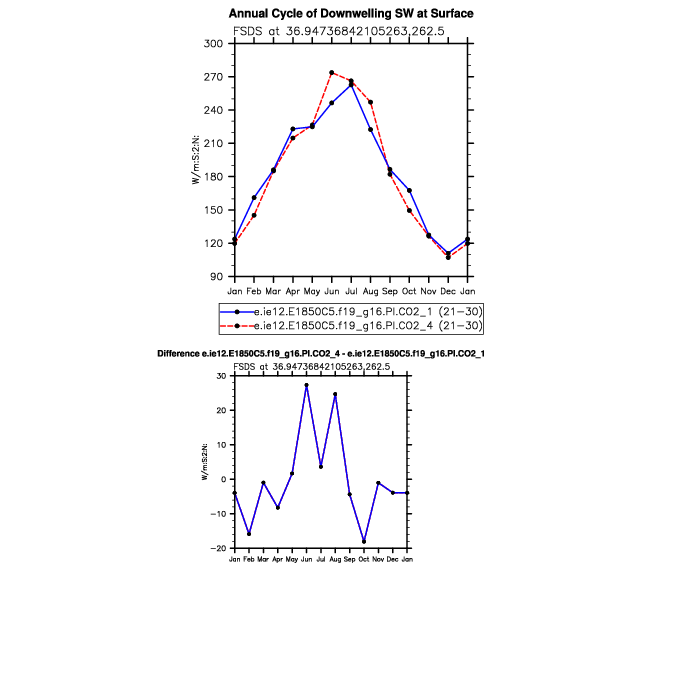 Annual Cycle of Downwelling SW at Surface
FSDS at 36.94736842105263,262.5
300
270
240
210
180
150
120
90
W/m:S:2:N:
Jan Feb Mar Apr May Jun Jul Aug Sep Oct Nov Dec Jan
e.ie12.E1850C5.f19_g16.PI.CO2_1 (21-30)
e.ie12.E1850C5.f19_g16.PI.CO2_4 (21-30)
Difference e.ie12.E1850C5.f19_g16.PI.CO2_4 - e.ie12.E1850C5.f19_g16.PI.CO2_1
FSDS at 36.94736842105263,262.5
30
20
10
0
-10
-20
W/m:S:2:N:
Jan Feb Mar Apr May Jun Jul Aug Sep Oct Nov Dec Jan